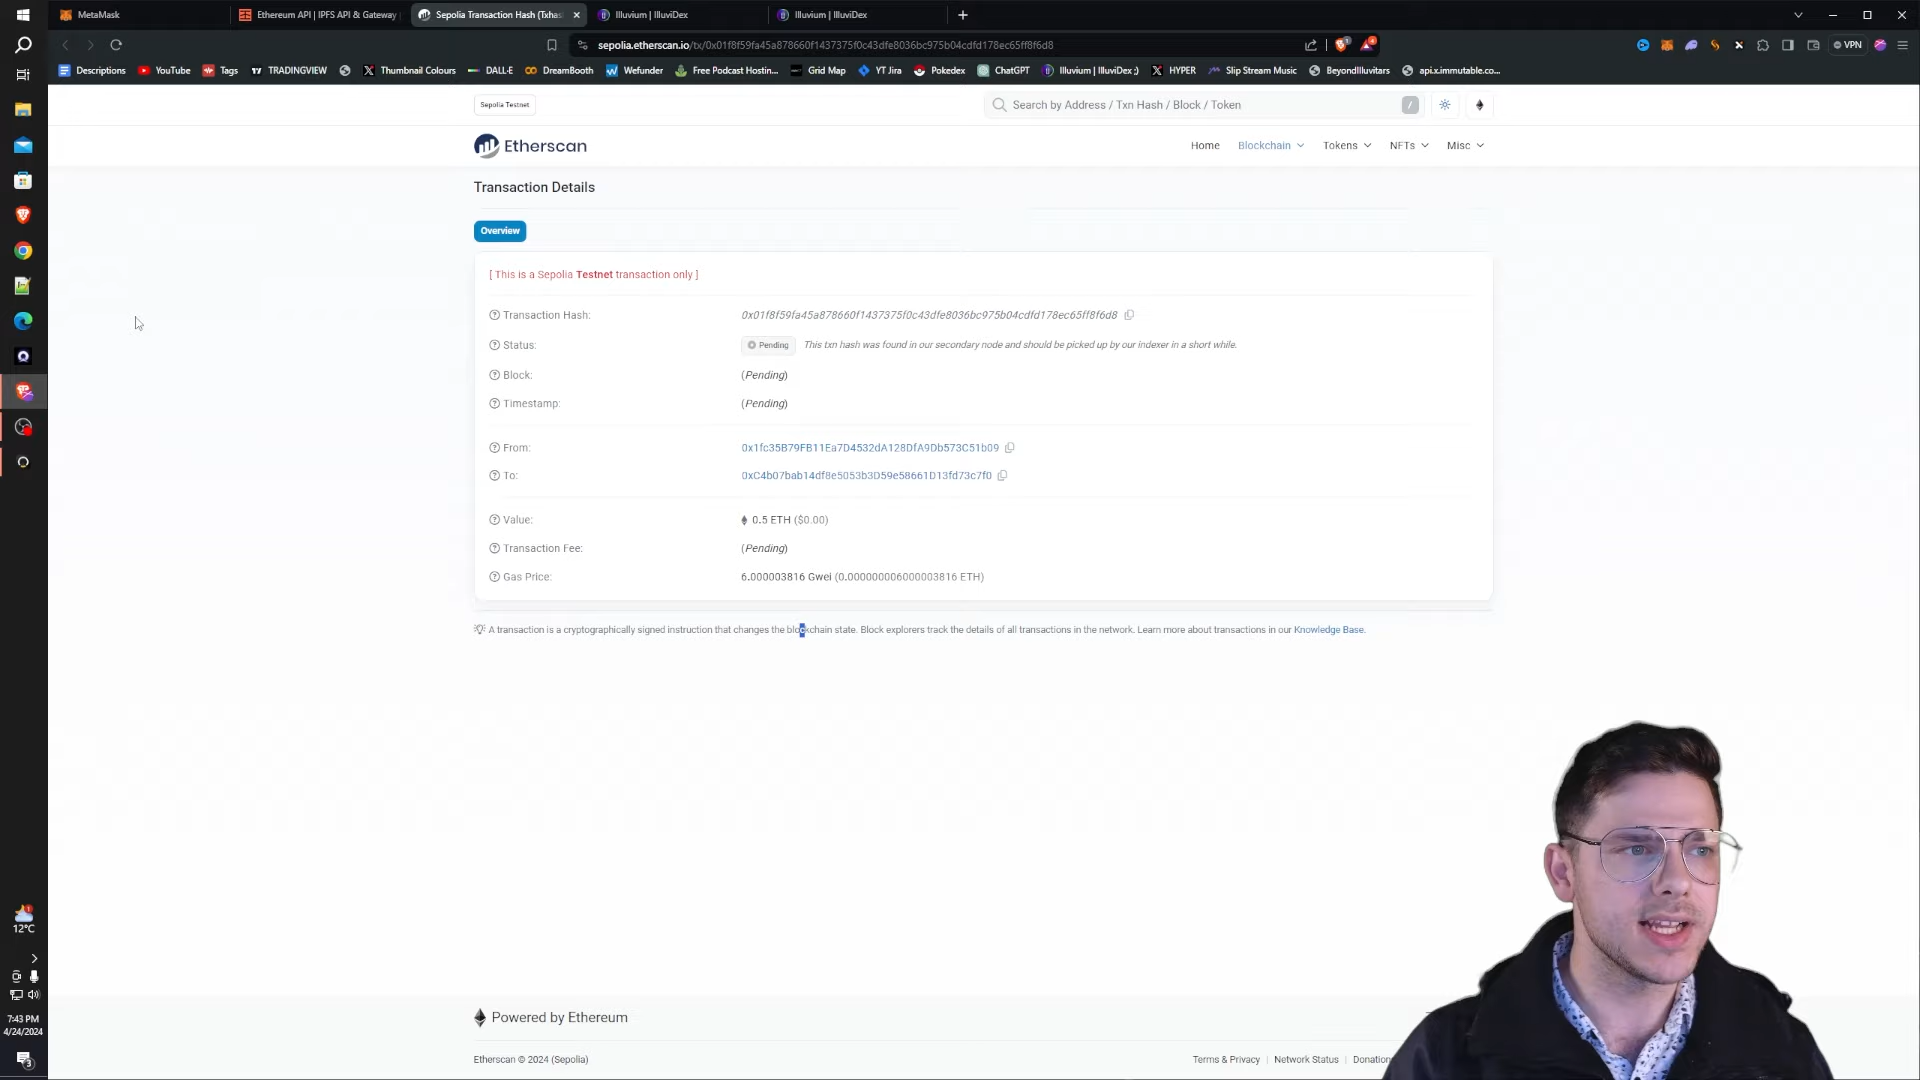 MetaMask
Ethereum API | IPFS API & Gateway
Sepolia Transaction Hash (Txhas
Illuvium | IlluviDex
Illuvium | IlluviDex
sepolia.etherscan.io/tx/0x01f8f59fa45a878660f1437375f0c43dfe8036bc975b04cdfd178ec65ff8f6d8
VPN
Descriptions
YouTube
Tags
TRADINGVIEW
Thumbnail Colours
DALL·E
DreamBooth
Wefunder
Free Podcast Hostin...
Grid Map
YT Jira
Pokedex
ChatGPT
Illuvium | IlluviDex ;)
HYPER
Slip Stream Music
BeyondIlluvitars
api.x.immutable.co...
Sepolia Testnet
Search by Address / Txn Hash / Block / Token
/
Etherscan
Home
Blockchain
Tokens
NFTs
Misc
Transaction Details
Overview
[ This is a Sepolia Testnet transaction only ]
Transaction Hash: 0x01f8f59fa45a878660f1437375f0c43dfe8036bc975b04cdfd178ec65ff8f6d8
Status: Pending This txn hash was found in our secondary node and should be picked up by our indexer in a short while.
Block: (Pending)
Timestamp: (Pending)
From: 0x1fc35B79FB11Ea7D4532dA128DfA9Db573C51b09
To: 0xC4b07bab14df8e5053b3D59e58661D13fd73c7f0
Value: 0.5 ETH ($0.00)
Transaction Fee: (Pending)
Gas Price: 6.000003816 Gwei (0.000000006000003816 ETH)
A transaction is a cryptographically signed instruction that changes the blockchain state. Block explorers track the details of all transactions in the network. Learn more about transactions in our Knowledge Base.
12°C
7:43 PM
4/24/2024
3
Powered by Ethereum
Etherscan © 2024 (Sepolia)
Terms & Privacy | Network Status | Donation